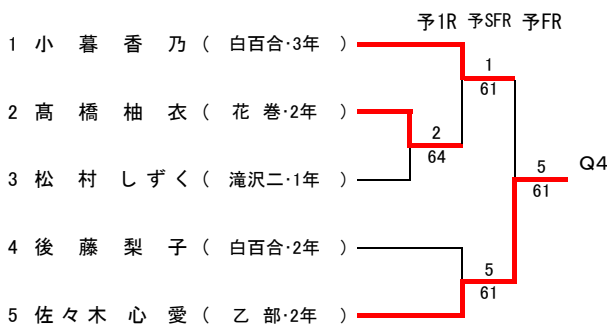 予1R 予SFR 予FR
1 小 暮 香 乃 ( 白百合・3年 )
1
61
2 髙 橋 柚 衣 ( 花 巻・2年 )
2
64
3 松 村 しずく ( 滝沢二・1年 )
5 Q4
61
4 後 藤 梨 子 ( 白百合・2年 )
5
61
5 佐々木 心 愛 ( 乙 部・2年 )